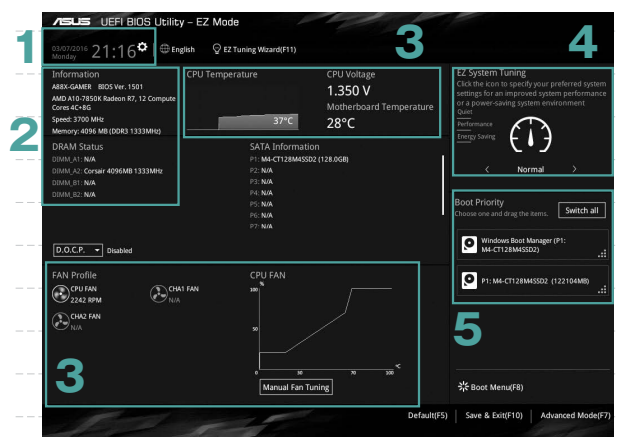 ASUS UEFI BIOS Utility – EZ Mode
1
03/07/2016
Monday
21:16
English
EZ Tuning Wizard(F11)
3
4
2
Information
A88X-GAMER BIOS Ver. 1501
AMD A10-7850K Radeon R7, 12 Compute
Cores 4C+8G
Speed: 3700 MHz
Memory: 4096 MB (DDR3 1333MHz)
CPU Temperature
37°C
CPU Voltage
1.350 V
Motherboard Temperature
28°C
EZ System Tuning
Click the icon to specify your preferred system
settings for an improved system performance
or a power-saving system environment
Quiet
Performance
Energy Saving
< Normal >
DRAM Status
DIMM_A1: N/A
DIMM_A2: Corsair 4096MB 1333MHz
DIMM_B1: N/A
DIMM_B2: N/A
SATA Information
P1: M4-CT128M4SSD2 (128.0GB)
P2: N/A
P3: N/A
P4: N/A
P5: N/A
P6: N/A
P7: N/A
D.O.C.P. Disabled
Boot Priority
Choose one and drag the items.
Switch all
Windows Boot Manager (P1:
M4-CT128M4SSD2)
P1: M4-CT128M4SSD2 (122104MB)
5
FAN Profile
CPU FAN
2242 RPM
CHA1 FAN
N/A
CHA2 FAN
N/A
3
CPU FAN
%
100
50
0 30 70 100
°C
Manual Fan Tuning
Boot Menu(F8)
Default(F5) | Save & Exit(F10) | Advanced Mode(F7)